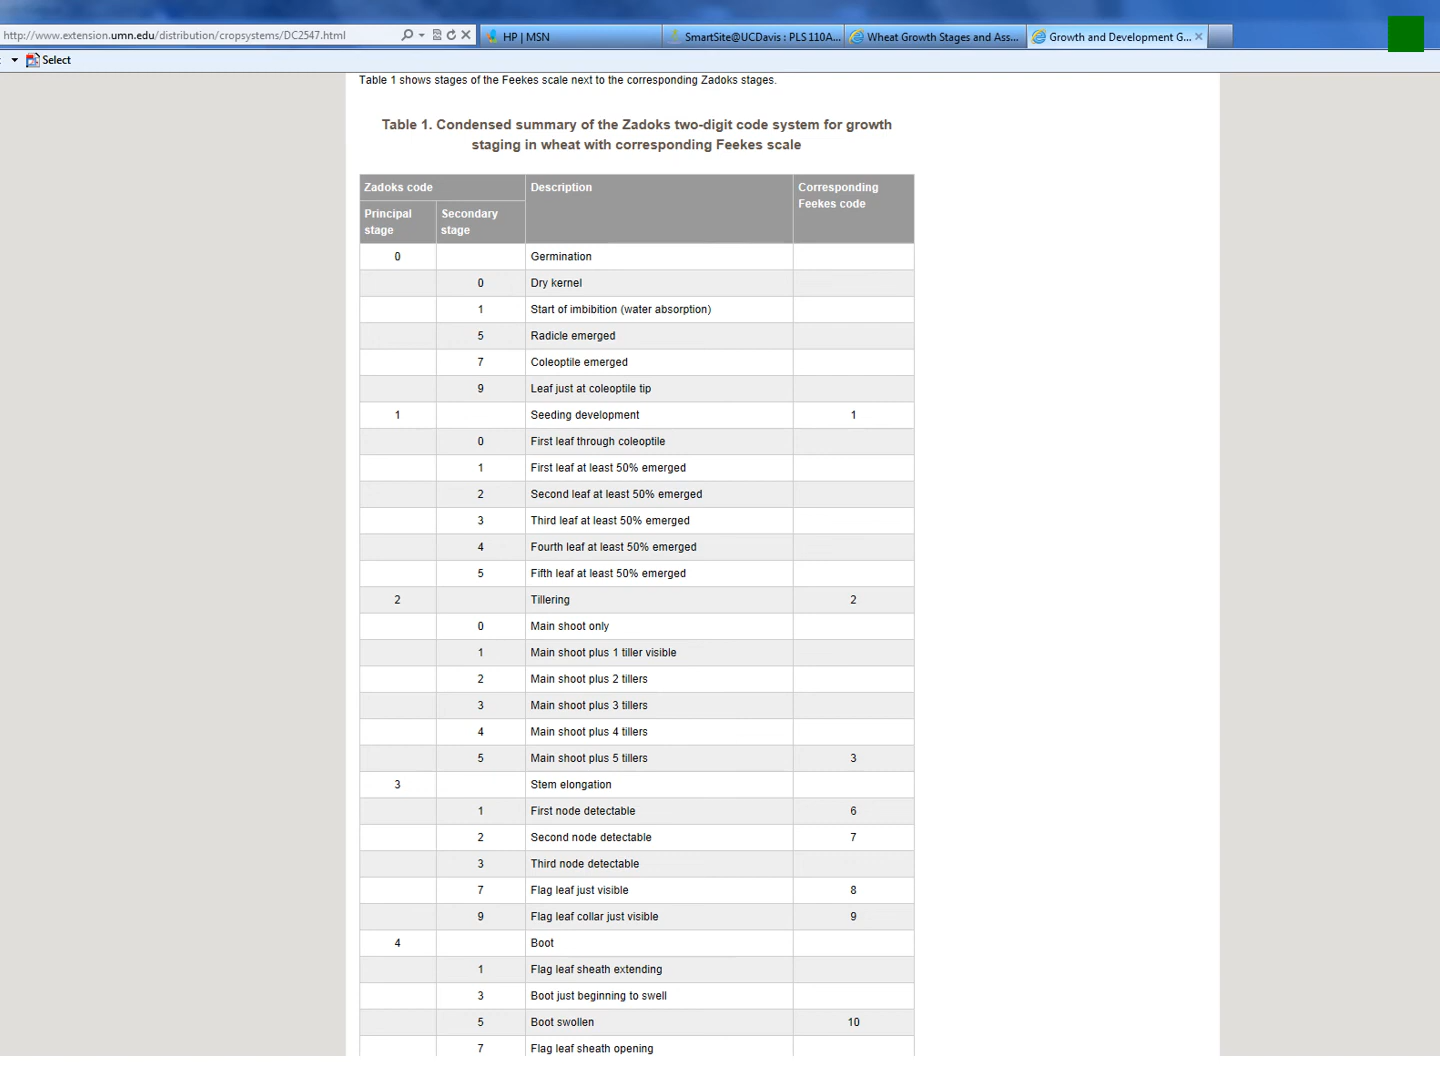 http://www.extension.umn.edu/distribution/cropsystems/DC2547.html
HP | MSN
SmartSite@UCDavis : PLS 110A...
Wheat Growth Stages and Ass...
Growth and Development G...
Select
Table 1 shows stages of the Feekes scale next to the corresponding Zadoks stages.
Table 1. Condensed summary of the Zadoks two-digit code system for growth
staging in wheat with corresponding Feekes scale
Zadoks code Description Corresponding
Feekes code
Principal stage Secondary stage
0 Germination
0 Dry kernel
1 Start of imbibition (water absorption)
5 Radicle emerged
7 Coleoptile emerged
9 Leaf just at coleoptile tip
1 Seeding development 1
0 First leaf through coleoptile
1 First leaf at least 50% emerged
2 Second leaf at least 50% emerged
3 Third leaf at least 50% emerged
4 Fourth leaf at least 50% emerged
5 Fifth leaf at least 50% emerged
2 Tillering 2
0 Main shoot only
1 Main shoot plus 1 tiller visible
2 Main shoot plus 2 tillers
3 Main shoot plus 3 tillers
4 Main shoot plus 4 tillers
5 Main shoot plus 5 tillers 3
3 Stem elongation
1 First node detectable 6
2 Second node detectable 7
3 Third node detectable
7 Flag leaf just visible 8
9 Flag leaf collar just visible 9
4 Boot
1 Flag leaf sheath extending
3 Boot just beginning to swell
5 Boot swollen 10
7 Flag leaf sheath opening